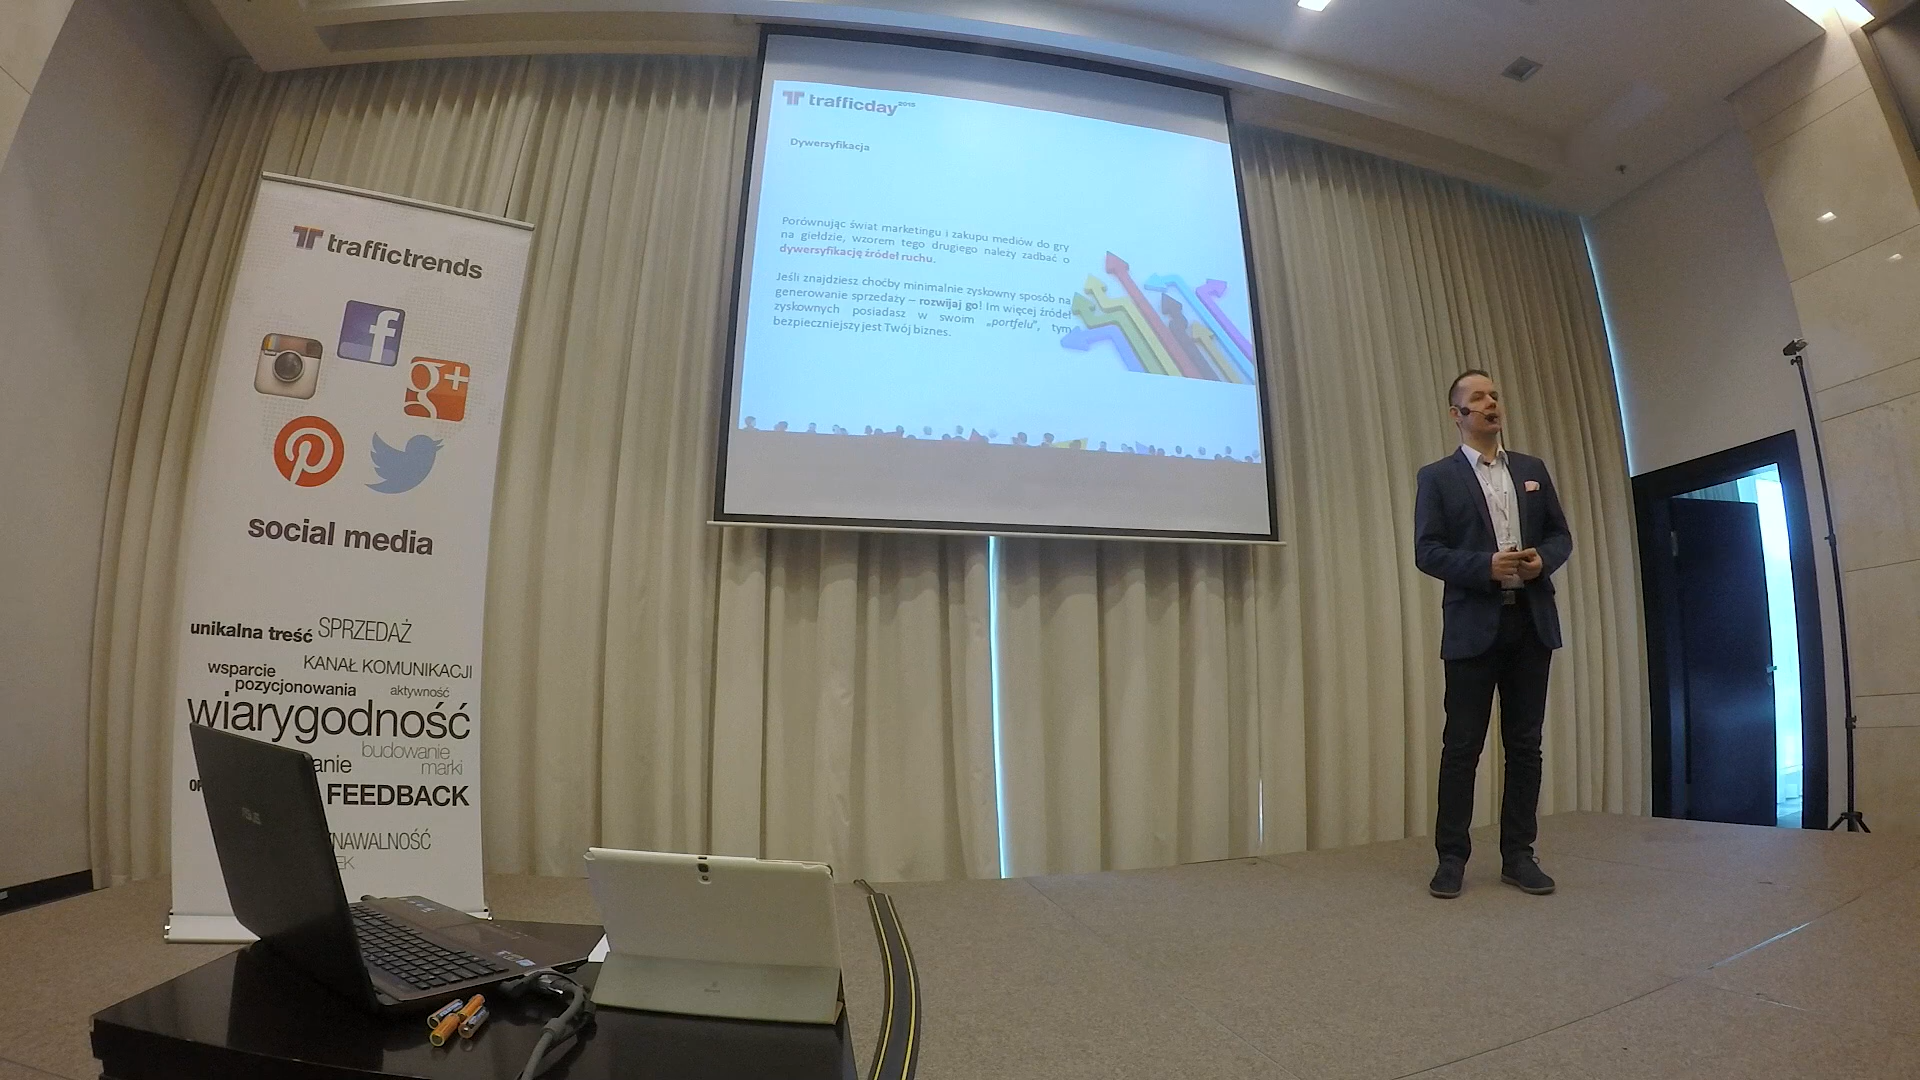 traffictrends
social media
unikalna treść SPRZEDAŻ
wsparcie KANAŁ KOMUNIKACJI
pozycjonowania aktywność
wiarygodność
budowanie
marki
FEEDBACK
trafficday2015
Dywersyfikacja
Porównując świat marketingu i zakupu mediów do gry
na giełdzie, wzorem tego drugiego należy zadbać o
dywersyfikację źródeł ruchu.
Jeśli znajdziesz choćby minimalnie zyskowny sposób na
generowanie sprzedaży – rozwijaj go! Im więcej źródeł
zyskownych posiadasz w swoim „portfelu", tym
bezpieczniejszy jest Twój biznes.
ASUS